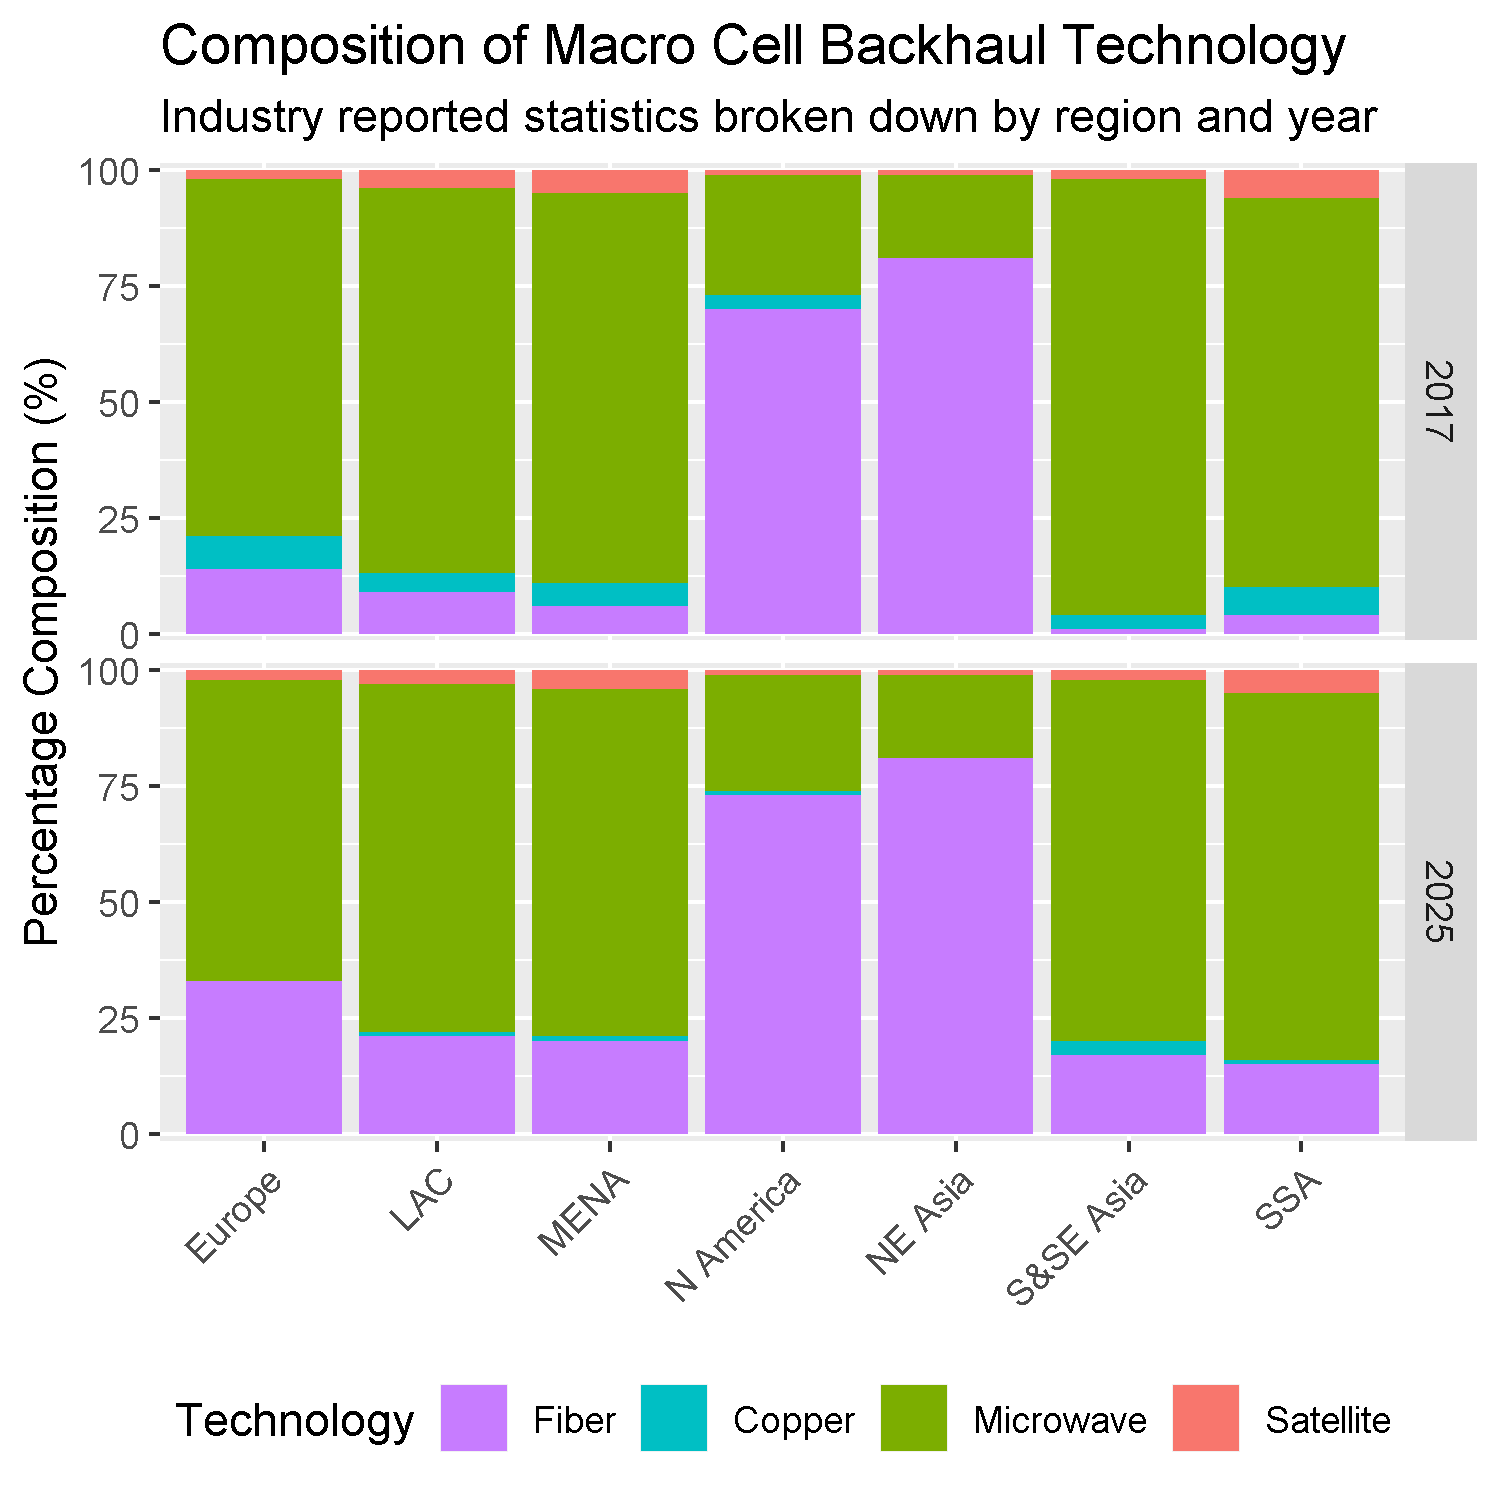 Composition of Macro Cell Backhaul Technology
Industry reported statistics broken down by region and year
Percentage Composition (%)
100
75
50
25
0
2017
100
75
50
25
0
2025
Europe
LAC
MENA
N America
NE Asia
S&SE Asia
SSA
Technology Fiber Copper Microwave Satellite